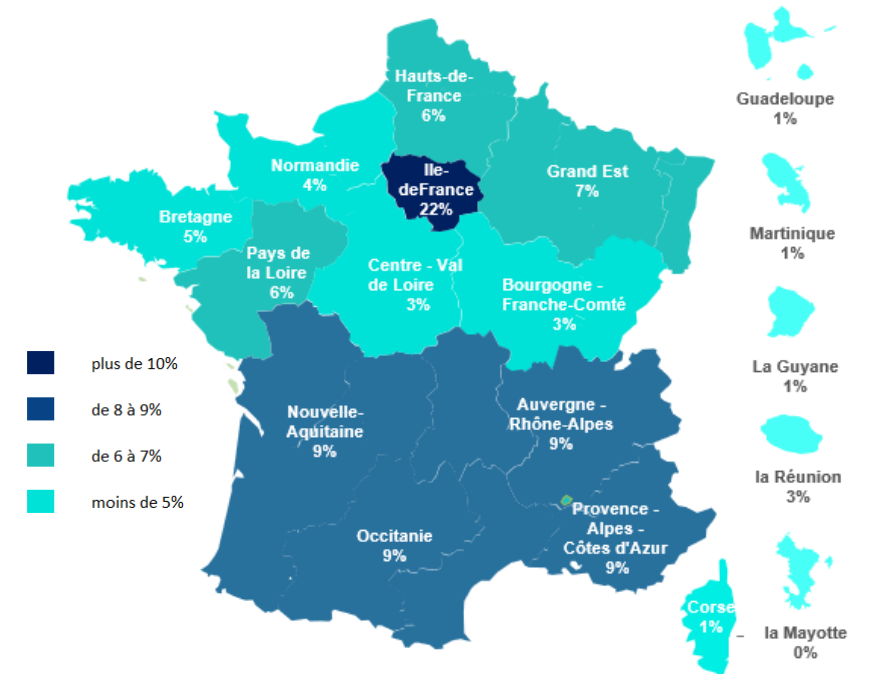 Hauts-de-
France
6%
Guadeloupe
1%
Normandie
4%
Ile-
deFrance
22%
Grand Est
7%
Martinique
1%
Bretagne
5%
Pays de
la Loire
6%
Centre - Val
de Loire
3%
Bourgogne -
Franche-Comté
3%
La Guyane
1%
plus de 10%
de 8 à 9%
de 6 à 7%
moins de 5%
Nouvelle-
Aquitaine
9%
Auvergne -
Rhône-Alpes
9%
la Réunion
3%
Occitanie
9%
Provence -
Alpes -
Côtes d'Azur
9%
Corse
1%
la Mayotte
0%